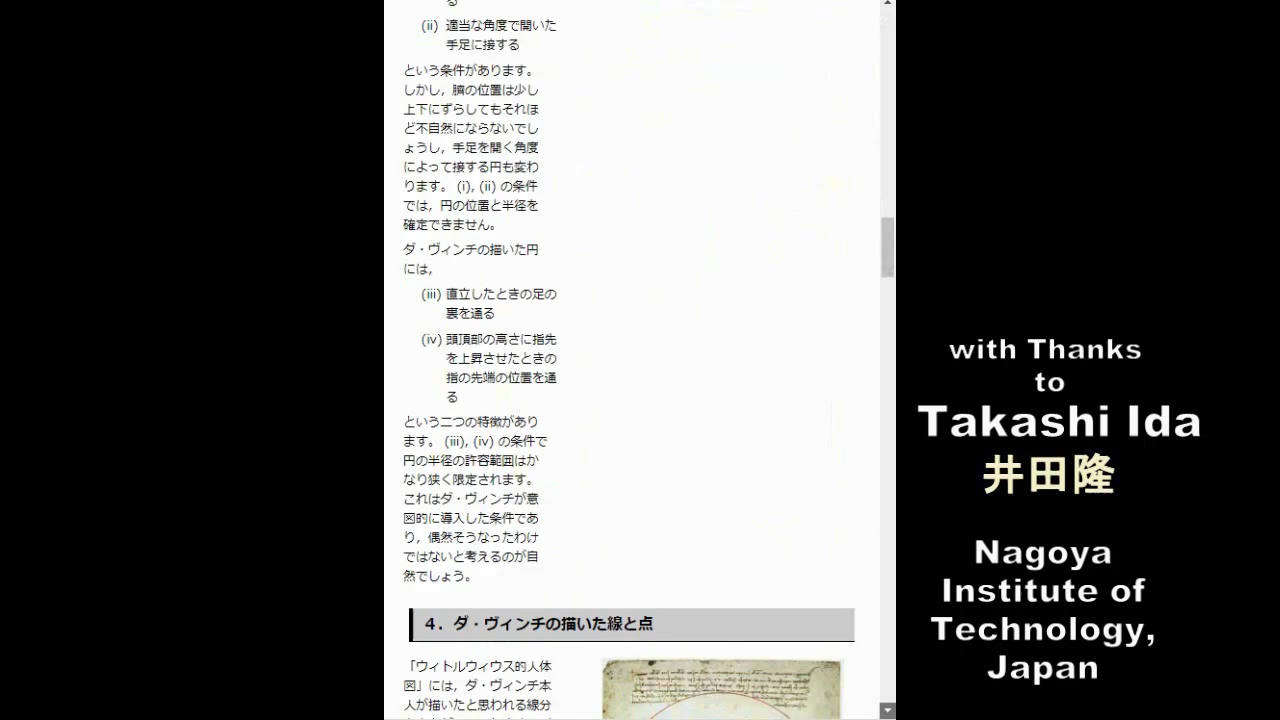 る
(ii) 適当な角度で開いた
手足に接する
という条件があります。
しかし，臍の位置は少し
上下にずらしてもそれほ
ど不自然にならないでし
ょうし，手足を開く角度
によって接する円も変わ
ります。 (i), (ii) の条件
では，円の位置と半径を
確定できません。
ダ・ヴィンチの描いた円
には，
(iii) 直立したときの足の
裏を通る
(iv) 頭頂部の高さに指先
を上昇させたときの
指の先端の位置を通
る
という二つの特徴があり
ます。 (iii), (iv) の条件で
円の半径の許容範囲はか
なり狭く限定されます。
これはダ・ヴィンチが意
図的に導入した条件であ
り，偶然そうなったわけ
ではないと考えるのが自
然でしょう。
４．ダ・ヴィンチの描いた線と点
「ウィトルウィウス的人体
図」には，ダ・ヴィンチ本
人が描いたと思われる線分
with Thanks
to
Takashi Ida
井田隆
Nagoya
Institute of
Technology,
Japan